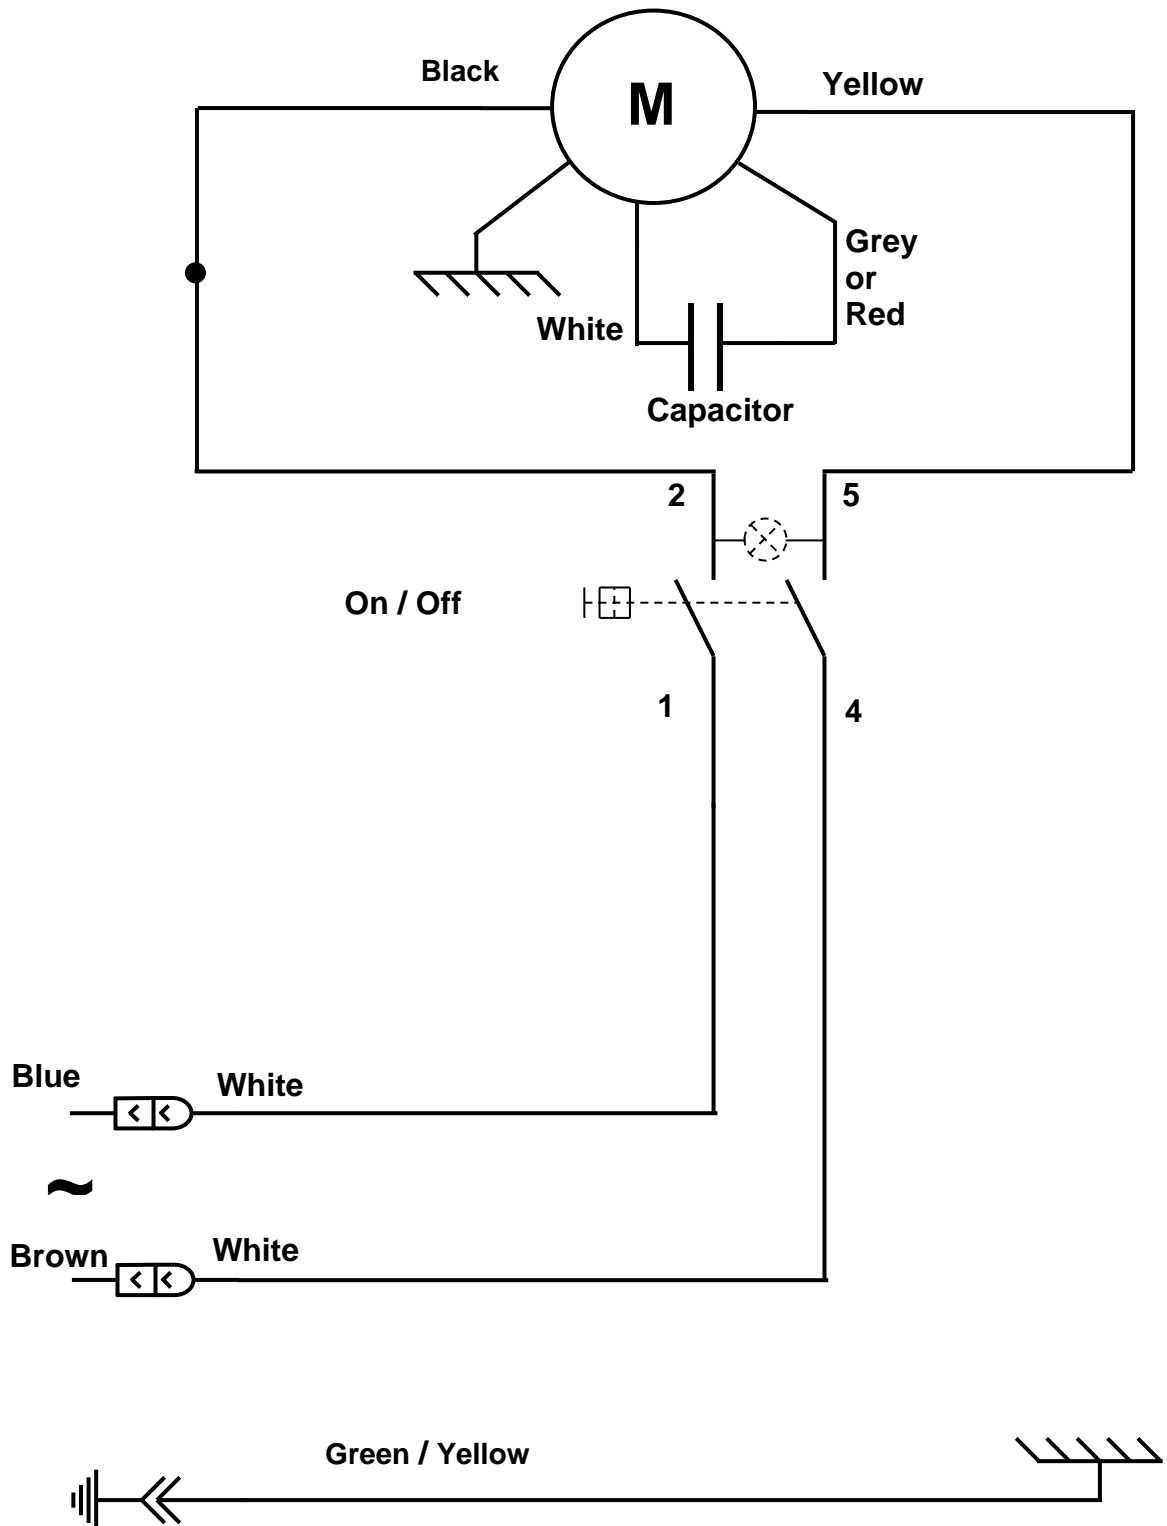 Black
M
Yellow
Grey
or
Red
White
Capacitor
2
5
On / Off
1
4
Blue
White
~
Brown
White
Green / Yellow